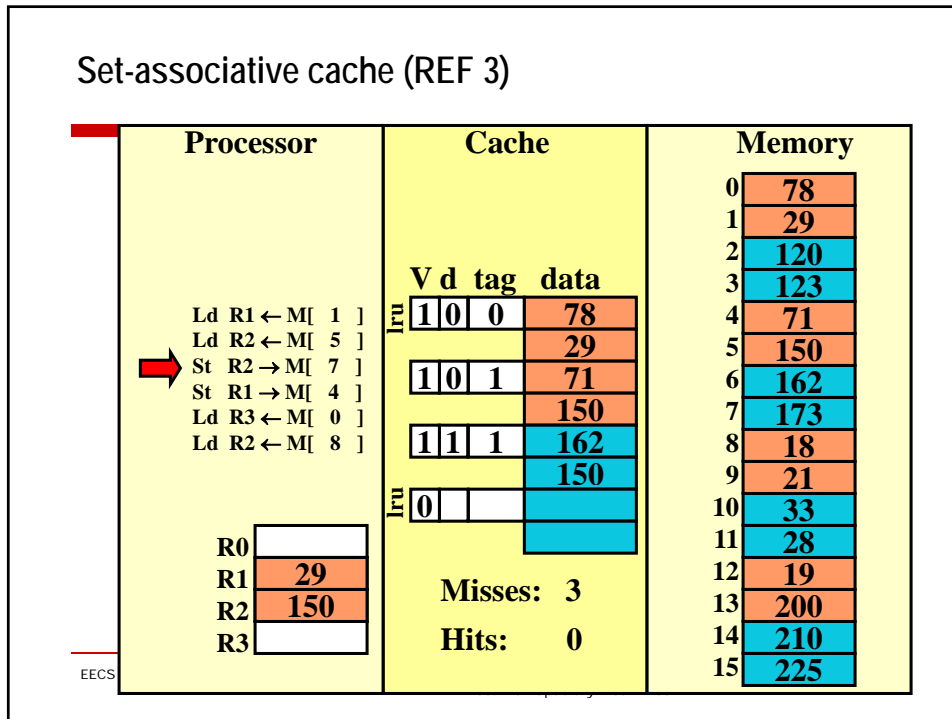 Set-associative cache (REF 3)
Processor
Ld R1 ← M[ 1 ]
Ld R2 ← M[ 5 ]
St R2 → M[ 7 ]
St R1 → M[ 4 ]
Ld R3 ← M[ 0 ]
Ld R2 ← M[ 8 ]
R0
R1 29
R2 150
R3
Cache
V d tag data
lru 1 0 0 78
29
1 0 1 71
150
1 1 1 162
150
lru 0
Misses: 3
Hits: 0
Memory
0 78
1 29
2 120
3 123
4 71
5 150
6 162
7 173
8 18
9 21
10 33
11 28
12 19
13 200
14 210
15 225
EECS